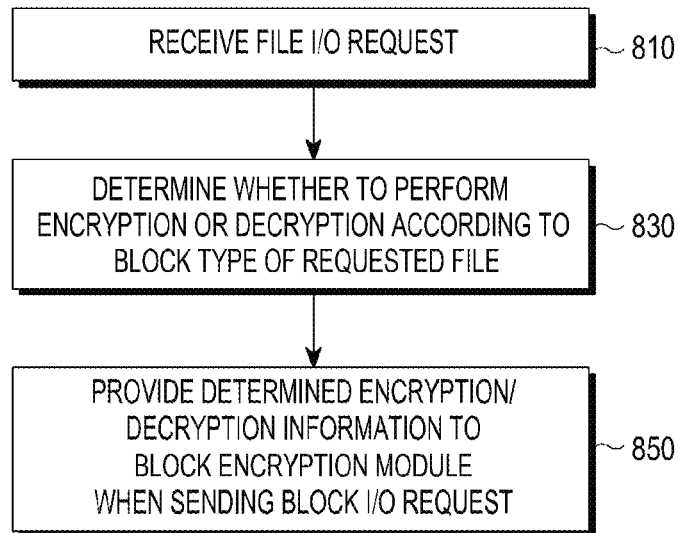 RECEIVE FILE I/O REQUEST
810
DETERMINE WHETHER TO PERFORM
ENCRYPTION OR DECRYPTION ACCORDING TO
BLOCK TYPE OF REQUESTED FILE
830
PROVIDE DETERMINED ENCRYPTION/
DECRYPTION INFORMATION TO
BLOCK ENCRYPTION MODULE
WHEN SENDING BLOCK I/O REQUEST
850